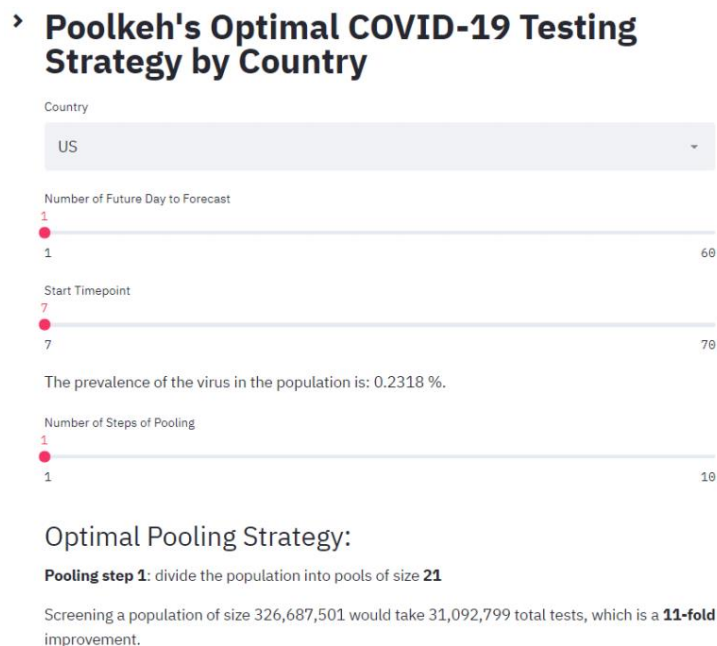 Poolkeh's Optimal COVID-19 Testing
Strategy by Country
Country
US
Number of Future Day to Forecast
1
1 60
Start Timepoint
7
7 70
The prevalence of the virus in the population is: 0.2318 %.
Number of Steps of Pooling
1
1 10
Optimal Pooling Strategy:
Pooling step 1: divide the population into pools of size 21
Screening a population of size 326,687,501 would take 31,092,799 total tests, which is a 11-fold
improvement.